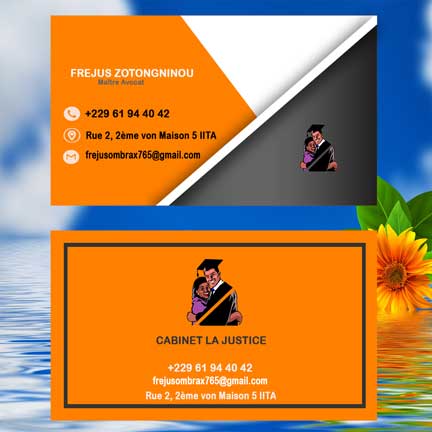 FREJUS ZOTONGNINOU
Maître Avocat
+229 61 94 40 42
Rue 2, 2ème von Maison 5 IITA
frejusombrax765@gmail.com
CABINET LA JUSTICE
+229 61 94 40 42
frejusombrax765@gmail.com
Rue 2, 2ème von Maison 5 IITA